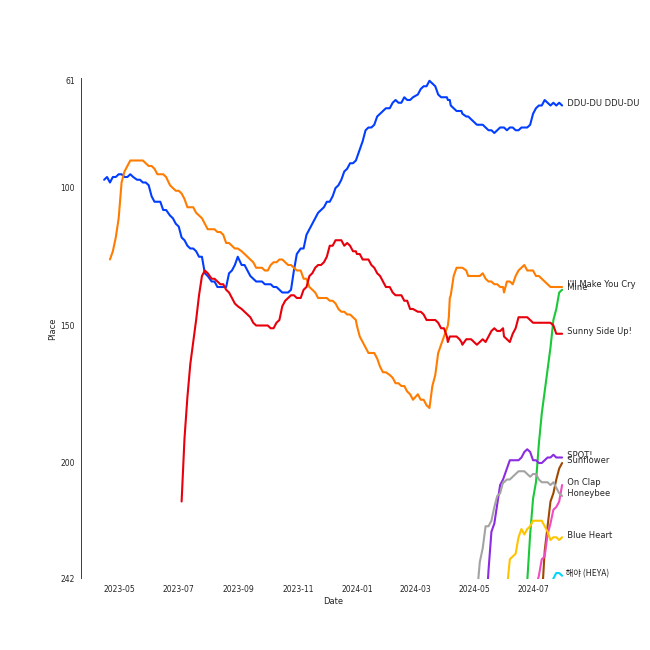 61
100
150
200
242
Place
2023-05
2023-07
2023-09
2023-11
2024-01
2024-03
2024-05
2024-07
Date
DDU-DU DDU-DU
I'll Make You Cry
Mine
Sunny Side Up!
SPOT!
Sunflower
On Clap
Honeybee
Blue Heart
해야 (HEYA)